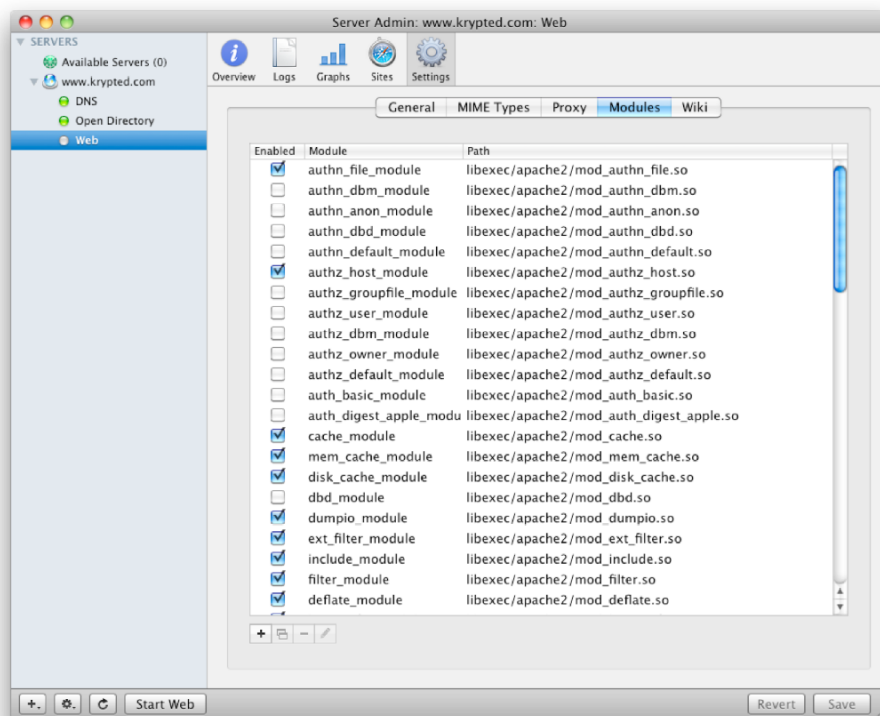 Server Admin: www.krypted.com: Web
SERVERS
Available Servers (0)
www.krypted.com
DNS
Open Directory
Web
Overview Logs Graphs Sites Settings
General MIME Types Proxy Modules Wiki
Enabled Module Path
authn_file_module libexec/apache2/mod_authn_file.so
authn_dbm_module libexec/apache2/mod_authn_dbm.so
authn_anon_module libexec/apache2/mod_authn_anon.so
authn_dbd_module libexec/apache2/mod_authn_dbd.so
authn_default_module libexec/apache2/mod_authn_default.so
authz_host_module libexec/apache2/mod_authz_host.so
authz_groupfile_module libexec/apache2/mod_authz_groupfile.so
authz_user_module libexec/apache2/mod_authz_user.so
authz_dbm_module libexec/apache2/mod_authz_dbm.so
authz_owner_module libexec/apache2/mod_authz_owner.so
authz_default_module libexec/apache2/mod_authz_default.so
auth_basic_module libexec/apache2/mod_auth_basic.so
auth_digest_apple_modu libexec/apache2/mod_auth_digest_apple.so
cache_module libexec/apache2/mod_cache.so
mem_cache_module libexec/apache2/mod_mem_cache.so
disk_cache_module libexec/apache2/mod_disk_cache.so
dbd_module libexec/apache2/mod_dbd.so
dumpio_module libexec/apache2/mod_dumpio.so
ext_filter_module libexec/apache2/mod_ext_filter.so
include_module libexec/apache2/mod_include.so
filter_module libexec/apache2/mod_filter.so
deflate_module libexec/apache2/mod_deflate.so
Start Web Revert Save